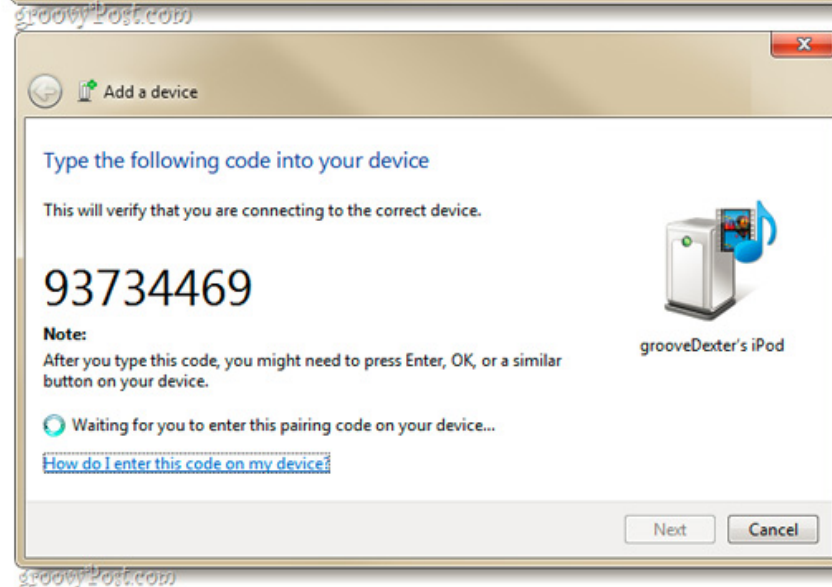 groovyPost.com
Add a device
Type the following code into your device
This will verify that you are connecting to the correct device.
93734469
Note:
After you type this code, you might need to press Enter, OK, or a similar
button on your device.
Waiting for you to enter this pairing code on your device...
How do I enter this code on my device?
grooveDexter's iPod
Next
Cancel
groovyPost.com